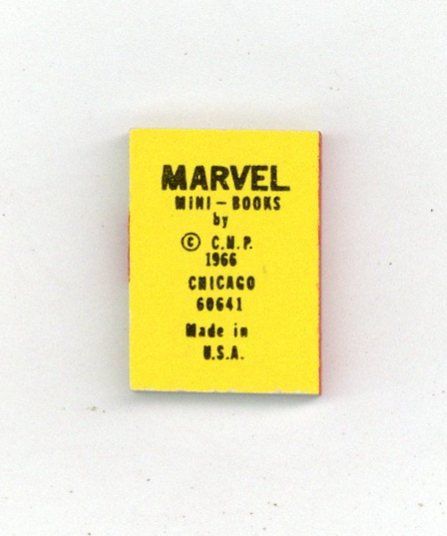 MARVEL
MINI-BOOKS
by
© C.M.P.
1966
CHICAGO
60641
Made in
U.S.A.